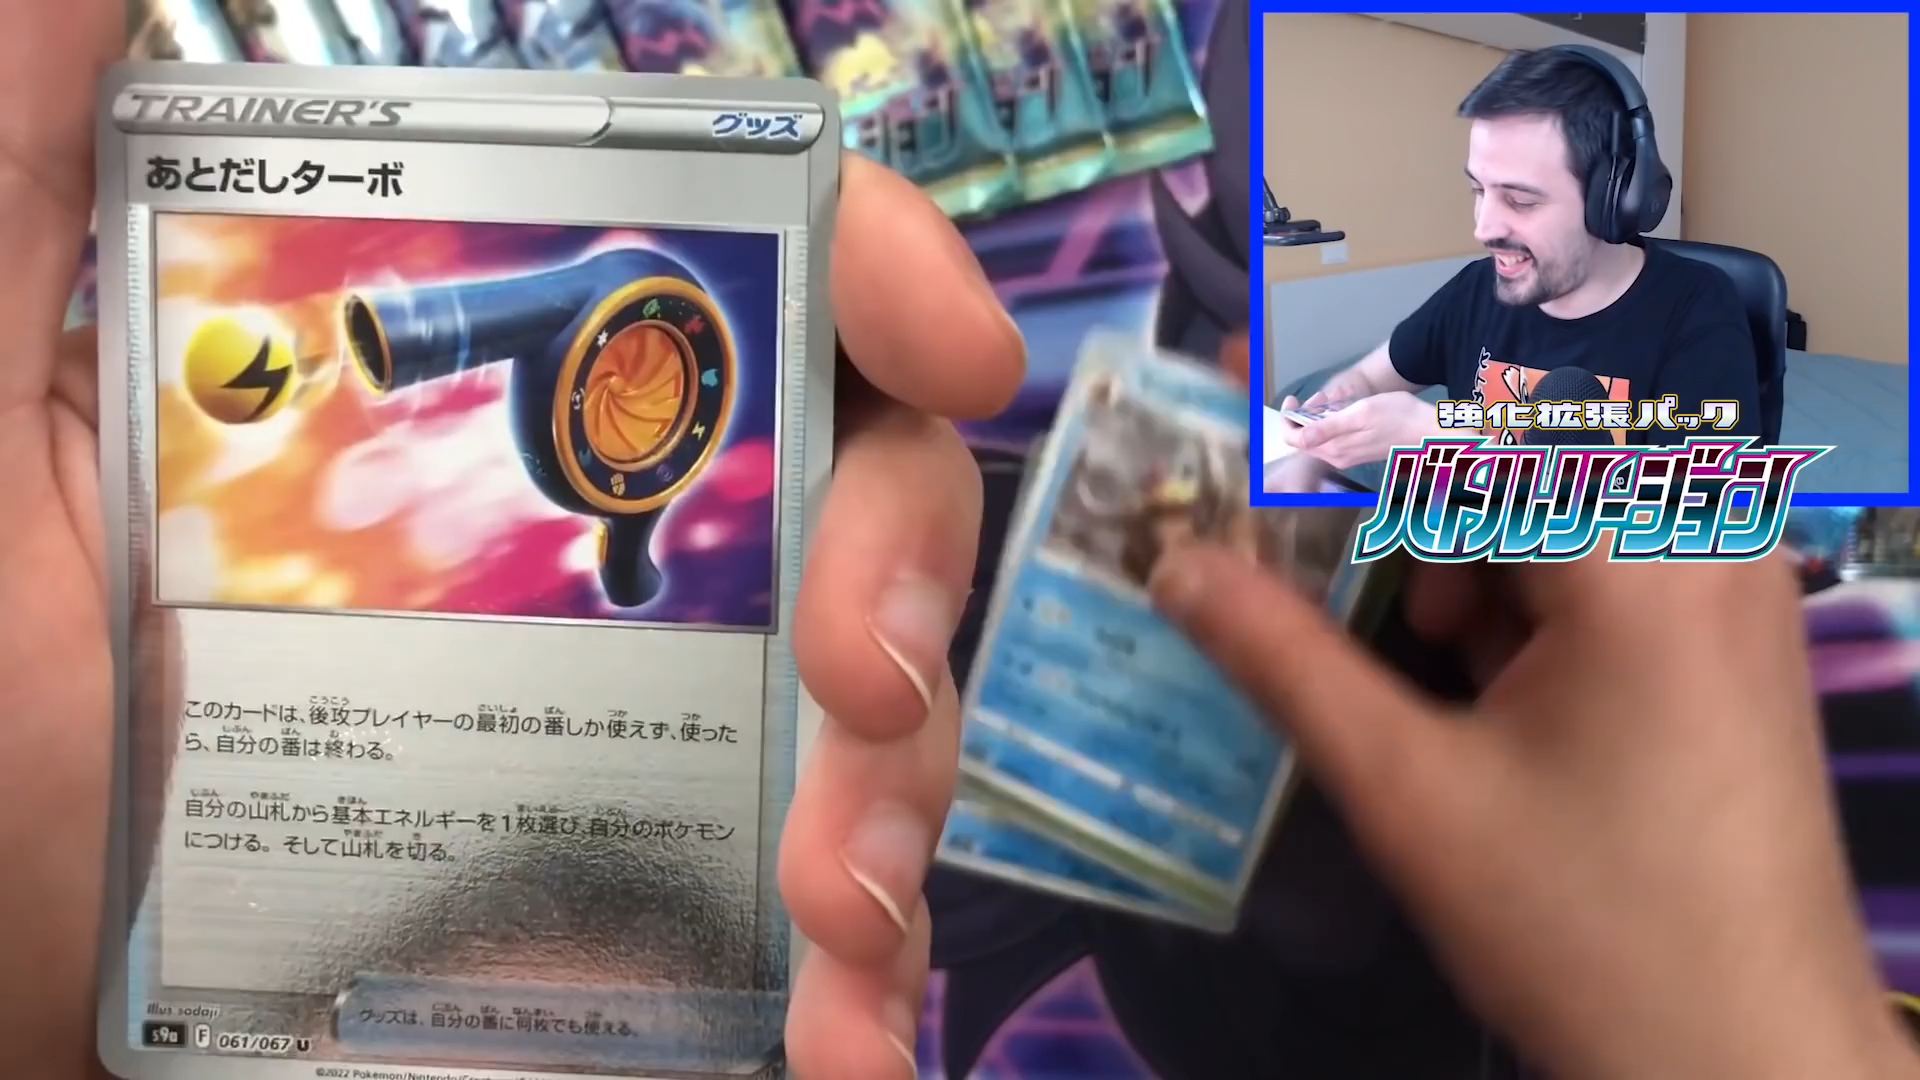 TRAINER'S
グッズ
あとだしターボ
このカードは、後攻プレイヤーの最初の番しか使えず、使った
ら、自分の番は終わる。
自分の山札から基本エネルギーを1枚選び、自分のポケモン
につける。そして山札を切る。
グッズは、自分の番に何枚でも使える。
Illus. sadaji
s9a F 061/067 U
©2022 Pokémon/Nintendo/
強化拡張パック
バトルリージョン